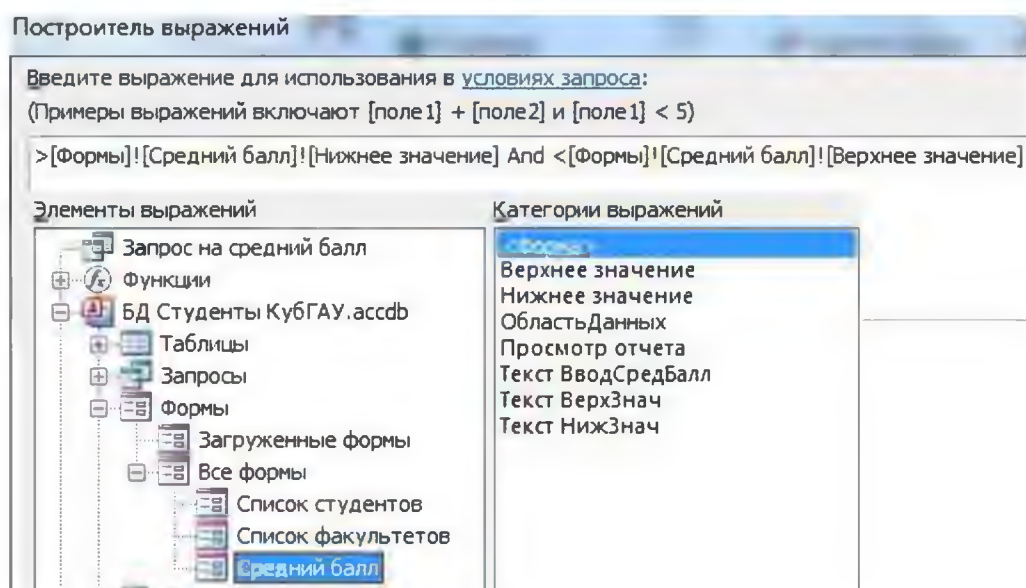 Построитель выражений
Введите выражение для использования в условиях запроса:
(Примеры выражений включают [поле1] + [поле2] и [поле1] < 5)
>[Формы]![Средний балл]![Нижнее значение] And <[Формы]![Средний балл]![Верхнее значение]
Элементы выражений
Запрос на средний балл
Функции
БД Студенты КубГАУ.accdb
Таблицы
Запросы
Формы
Загруженные формы
Все формы
Список студентов
Список факультетов
Средний балл
Категории выражений
<Форма>
Верхнее значение
Нижнее значение
ОбластьДанных
Просмотр отчета
Текст ВводСредБалл
Текст ВерхЗнач
Текст НижЗнач